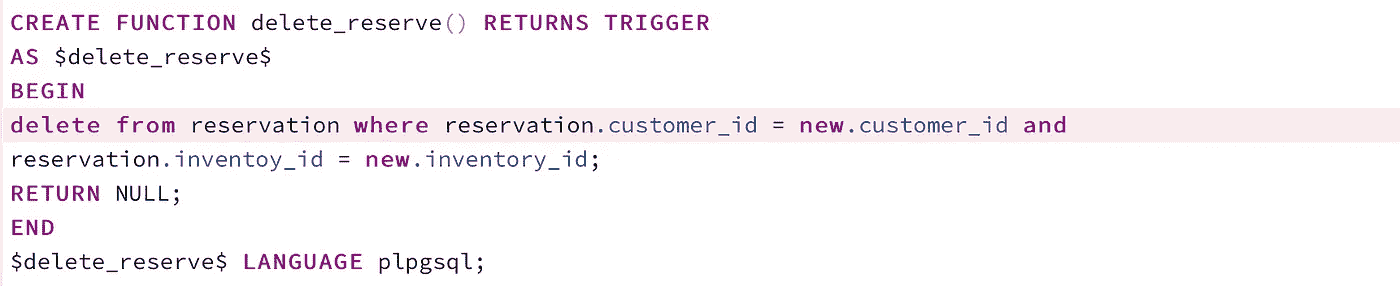 CREATE FUNCTION delete_reserve() RETURNS TRIGGER
AS $delete_reserve$
BEGIN
delete from reservation where reservation.customer_id = new.customer_id and
reservation.inventoy_id = new.inventory_id;
RETURN NULL;
END
$delete_reserve$ LANGUAGE plpgsql;